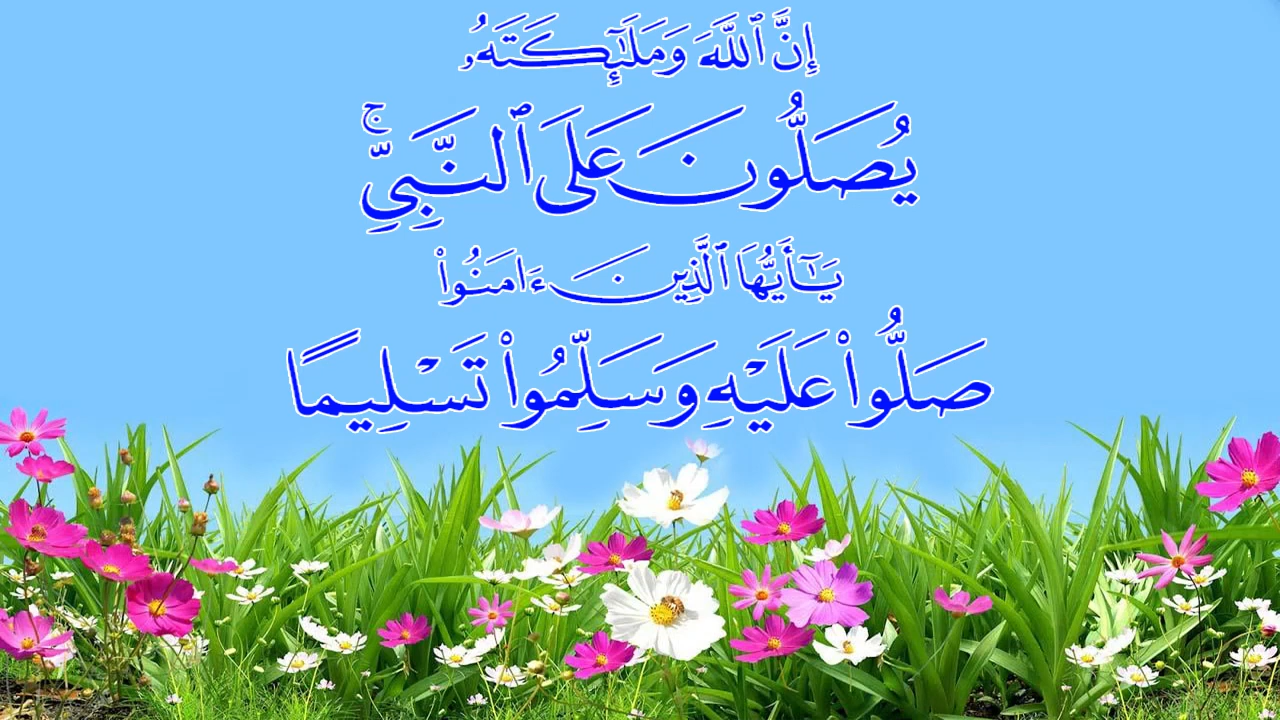 إِنَّ ٱللَّهَ وَمَلَـٰٓئِكَتَهُۥ
يُصَلُّونَ عَلَى ٱلنَّبِىِّ ۚ
يَـٰٓأَيُّهَا ٱلَّذِينَ ءَامَنُوا۟
صَلُّوا۟ عَلَيْهِ وَسَلِّمُوا۟ تَسْلِيمًا